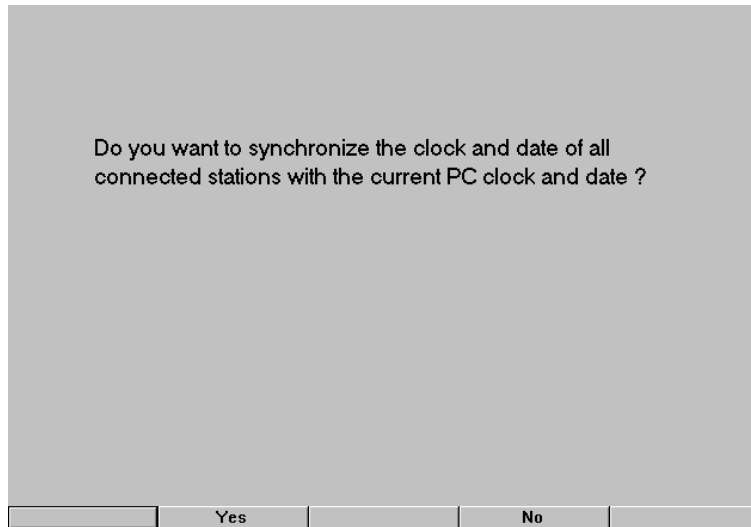 Do you want to synchronize the clock and date of all
connected stations with the current PC clock and date ?
Yes No